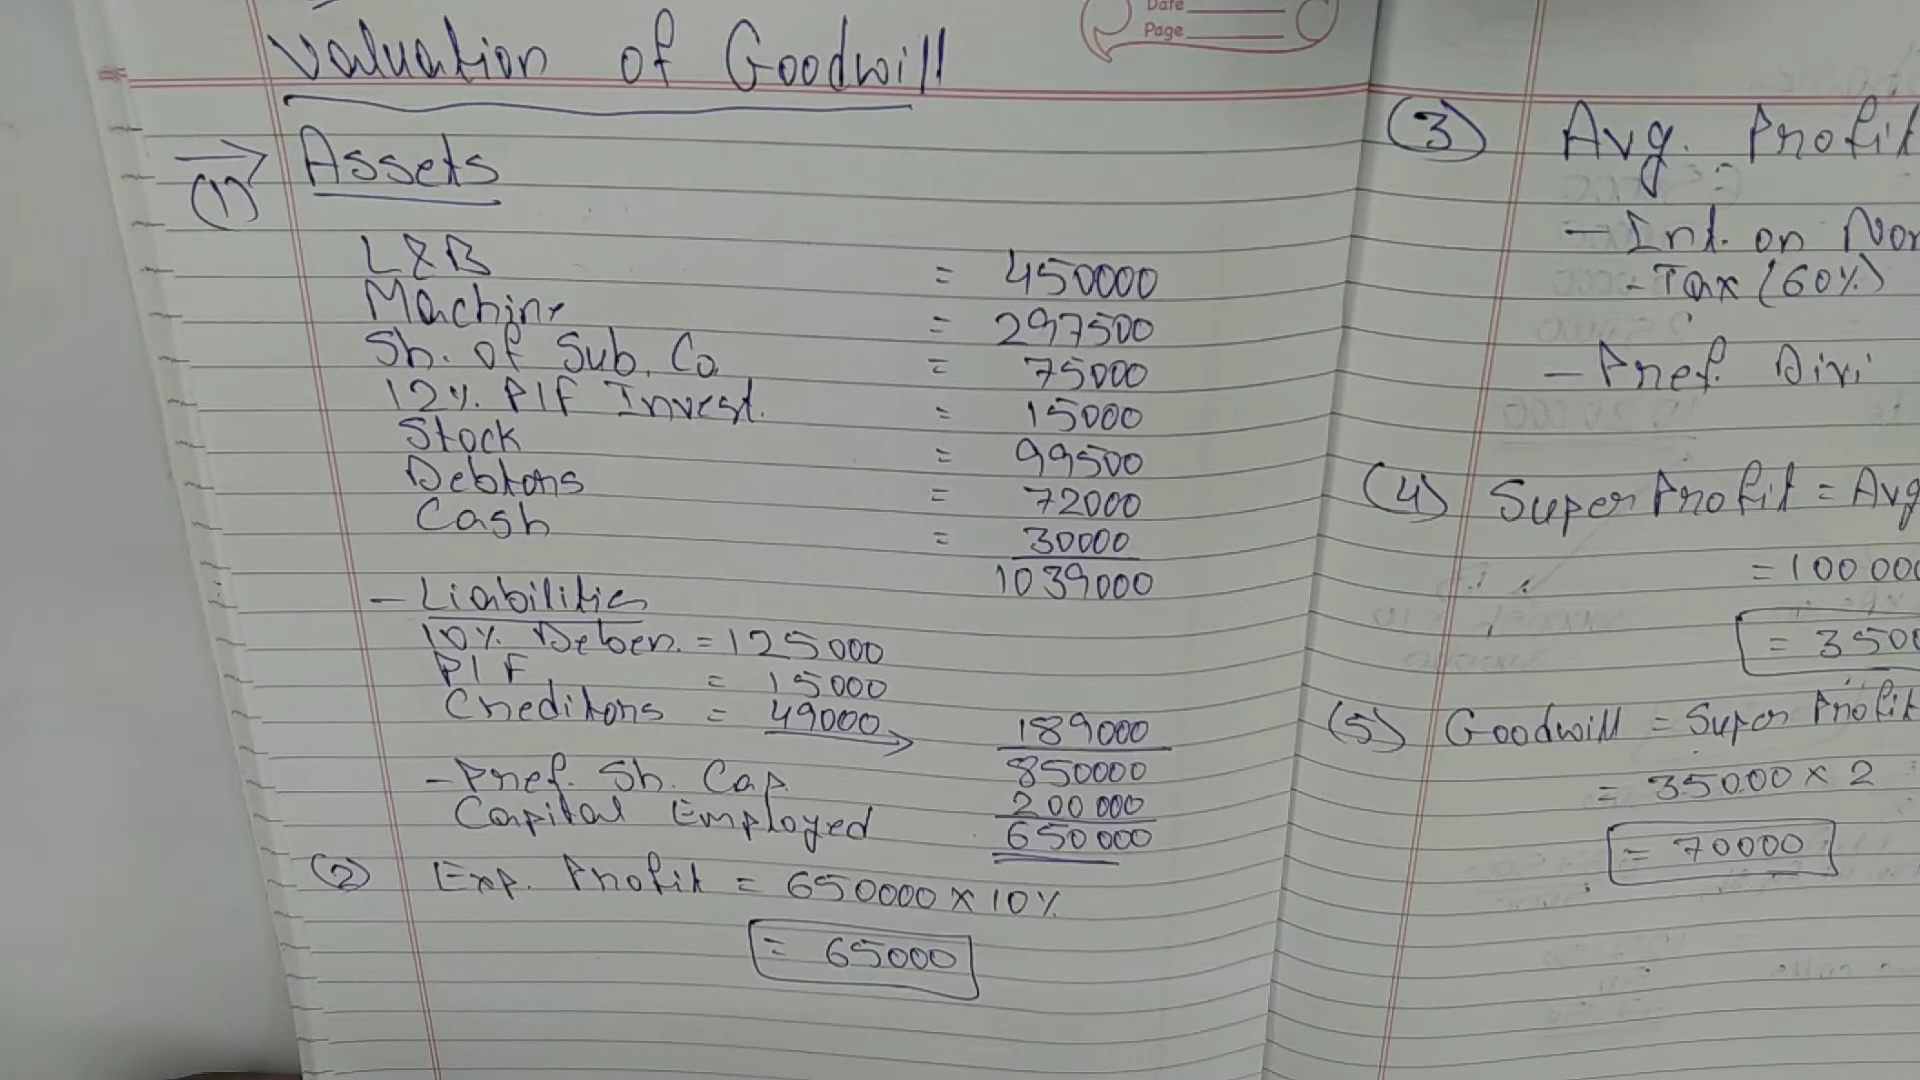 Date
Page
Valuation of Goodwill
(1) Assets
L&B = 450000
Machine = 297500
Sh. of Sub. Co. = 75000
12% PIF Invest. = 15000
Stock = 99500
Debtors = 72000
Cash = 30000
1039000
- Liabilities
10% Deben. = 125000
PIF = 15000
Creditors = 49000 189000
850000
- Pref. Sh. Cap. 200000
Capital Employed 650000
(2) Exp. Profit = 650000 x 10%
= 65000
(3) Avg. Profit
- Int. on Nor
- Tax (60%)
- Pref. Divi
(4) Super Profit = Avg
= 100000
= 3500
(5) Goodwill = Super Profit
= 35000 x 2
= 70000